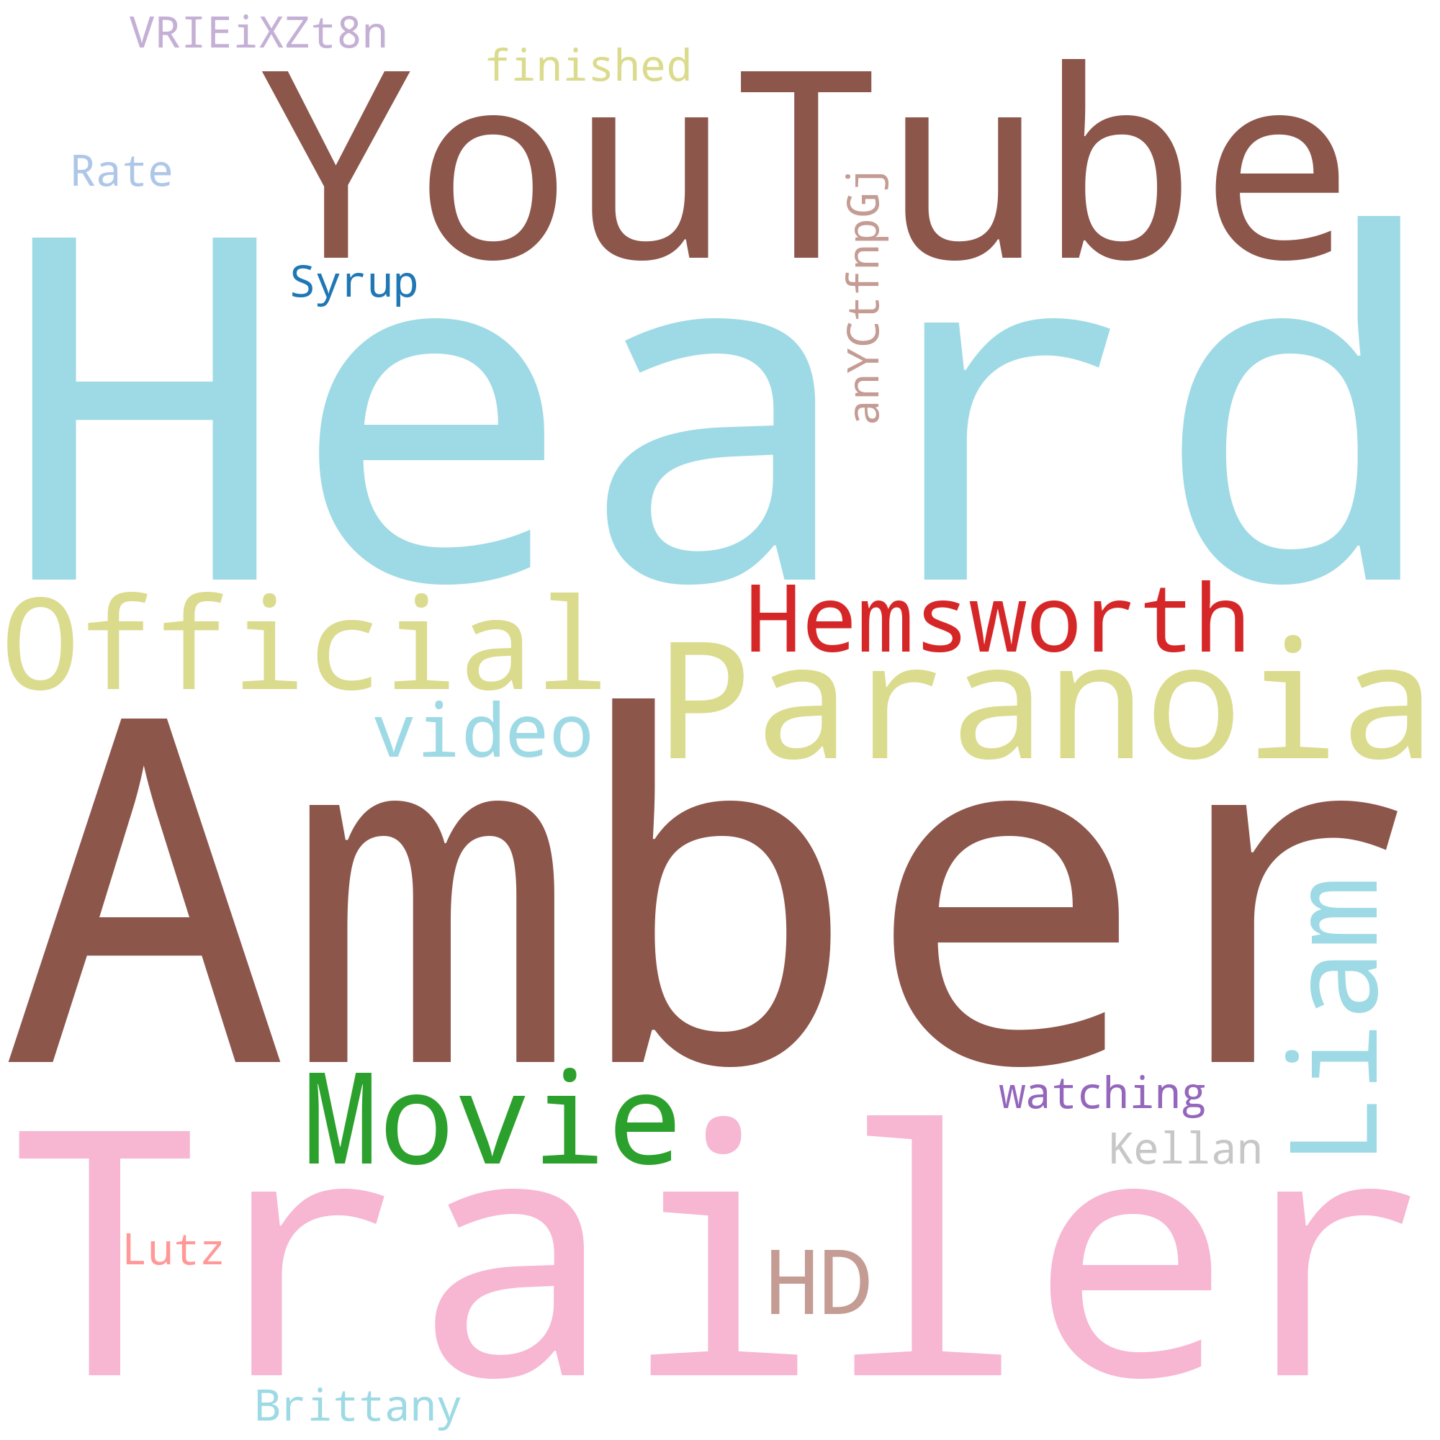 VRIEiXZt8n
finished
YouTube
Rate
anYCtfnpGj
Syrup
Heard
Official
Hemsworth
Paranoia
video
Amber
Liam
Movie
watching
Trailer
Kellan
Lutz
HD
Brittany